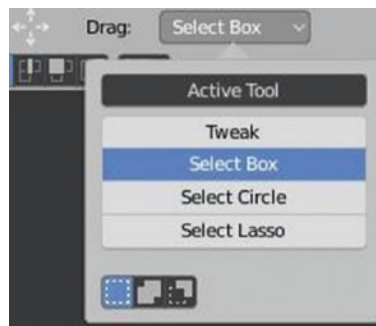 Drag: Select Box
Active Tool
Tweak
Select Box
Select Circle
Select Lasso